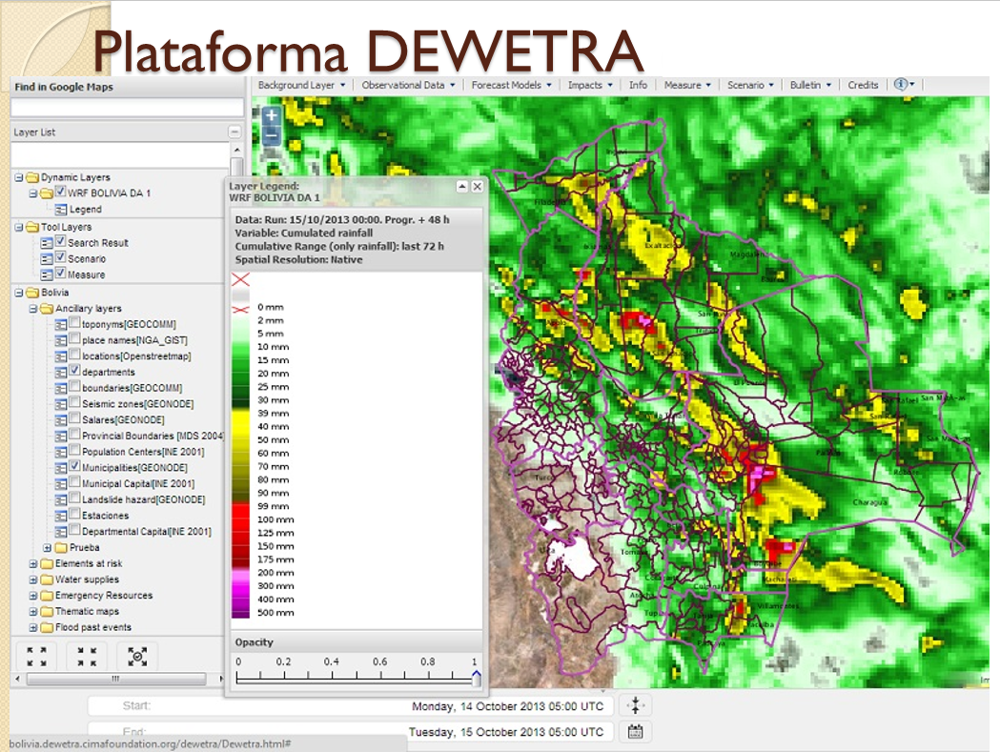 Plataforma DEWETRA
Find in Google Maps
Background Layer Observational Data Forecast Models Impacts Info Measure Scenario Bulletin Credits
Layer List
Dynamic Layers
WRF BOLIVIA DA 1
Legend
Tool Layers
Search Result
Scenario
Measure
Bolivia
Ancillary layers
toponyms[GEOCOMM]
place names[NGA_GIST]
locations[Openstreetmap]
departments
boundaries[GEOCOMM]
Seismic zones[GEONODE]
Salares[GEONODE]
Provincial Boundaries [MDS 2004
Population Centers[INE 2001]
Municipalities[GEONODE]
Municipal Capital[INE 2001]
Landslide hazard[GEONODE]
Estaciones
Departmental Capital[INE 2001]
Prueba
Elements at risk
Water supplies
Emergency Resources
Thematic maps
Flood past events
Layer Legend:
WRF BOLIVIA DA 1
Data: Run: 15/10/2013 00:00. Progr. + 48 h
Variable: Cumulated rainfall
Cumulative Range (only rainfall): last 72 h
Spatial Resolution: Native
0 mm
2 mm
5 mm
10 mm
15 mm
20 mm
25 mm
30 mm
39 mm
40 mm
50 mm
60 mm
70 mm
80 mm
90 mm
99 mm
100 mm
125 mm
150 mm
175 mm
200 mm
300 mm
400 mm
500 mm
Opacity
0 0.2 0.4 0.6 0.8 1
Magdalen
Charagua
Villamontes
Yacuiba
Start: Monday, 14 October 2013 05:00 UTC
End: Tuesday, 15 October 2013 05:00 UTC
bolivia.dewetra.cimafoundation.org/dewetra/Dewetra.html#